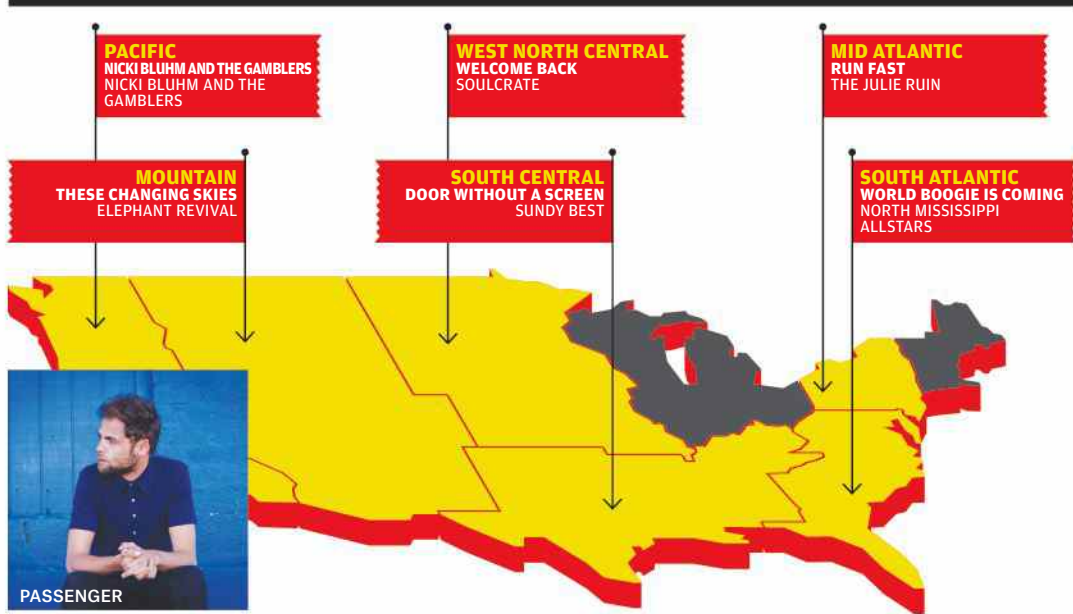 PACIFIC
NICKI BLUHM AND THE GAMBLERS
NICKI BLUHM AND THE
GAMBLERS
WEST NORTH CENTRAL
WELCOME BACK
SOULCRATE
MID ATLANTIC
RUN FAST
THE JULIE RUIN
MOUNTAIN
THESE CHANGING SKIES
ELEPHANT REVIVAL
SOUTH CENTRAL
DOOR WITHOUT A SCREEN
SUNDY BEST
SOUTH ATLANTIC
WORLD BOOGIE IS COMING
NORTH MISSISSIPPI
ALLSTARS
PASSENGER